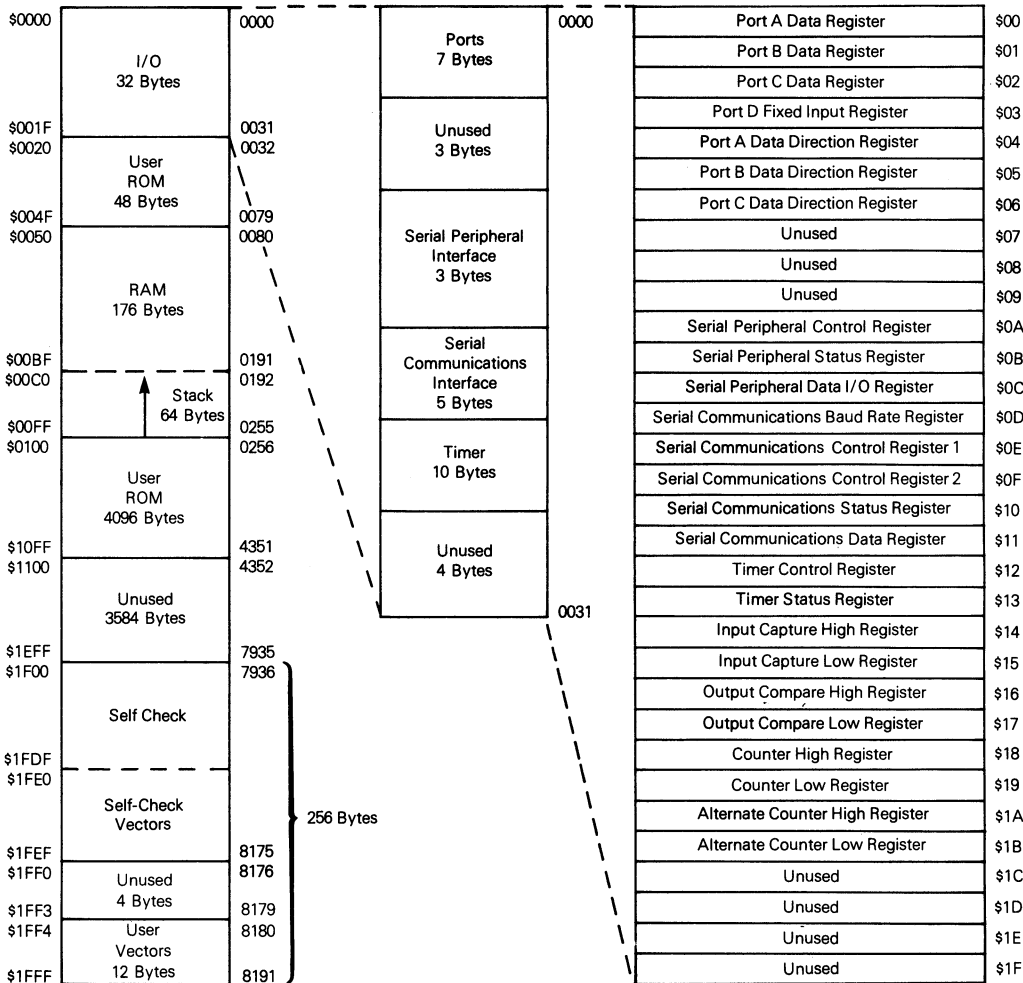 $0000
0000
I/O
32 Bytes
$001F
0031
$0020
0032
User
ROM
48 Bytes
$004F
0079
$0050
0080
RAM
176 Bytes
$00BF
0191
$00C0
0192
Stack
64 Bytes
$00FF
0255
$0100
0256
User
ROM
4096 Bytes
$10FF
4351
$1100
4352
Unused
3584 Bytes
$1EFF
7935
$1F00
7936
Self Check
$1FDF
$1FE0
Self-Check
Vectors
256 Bytes
$1FEF
8175
$1FF0
8176
Unused
4 Bytes
$1FF3
8179
$1FF4
8180
User
Vectors
12 Bytes
$1FFF
8191
0000
Ports
7 Bytes
Unused
3 Bytes
Serial Peripheral
Interface
3 Bytes
Serial
Communications
Interface
5 Bytes
Timer
10 Bytes
Unused
4 Bytes
0031
Port A Data Register $00
Port B Data Register $01
Port C Data Register $02
Port D Fixed Input Register $03
Port A Data Direction Register $04
Port B Data Direction Register $05
Port C Data Direction Register $06
Unused $07
Unused $08
Unused $09
Serial Peripheral Control Register $0A
Serial Peripheral Status Register $0B
Serial Peripheral Data I/O Register $0C
Serial Communications Baud Rate Register $0D
Serial Communications Control Register 1 $0E
Serial Communications Control Register 2 $0F
Serial Communications Status Register $10
Serial Communications Data Register $11
Timer Control Register $12
Timer Status Register $13
Input Capture High Register $14
Input Capture Low Register $15
Output Compare High Register $16
Output Compare Low Register $17
Counter High Register $18
Counter Low Register $19
Alternate Counter High Register $1A
Alternate Counter Low Register $1B
Unused $1C
Unused $1D
Unused $1E
Unused $1F